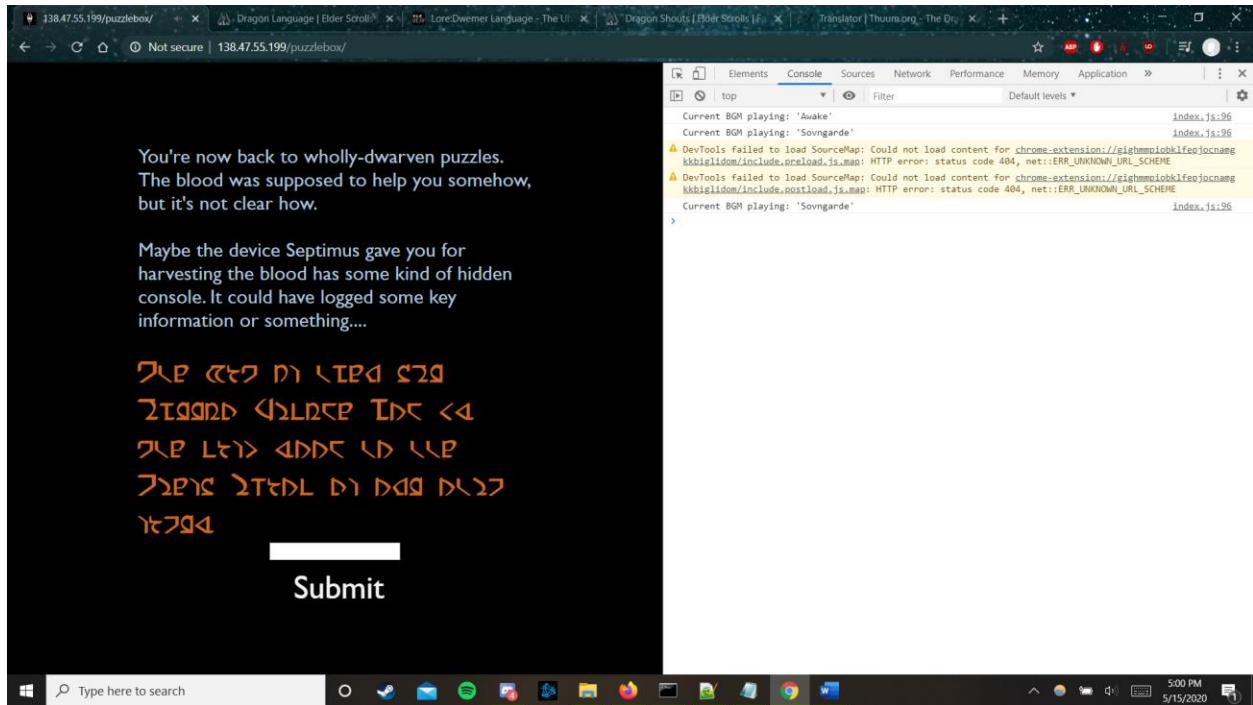 138.47.55.199/puzzlebox/
Dragon Language | Elder Scrolls
Lore:Dwemer Language - The U
Dragon Shouts | Elder Scrolls | F
Translator | Thuum.org - The Dr
Not secure | 138.47.55.199/puzzlebox/
Elements Console Sources Network Performance Memory Application
top Filter Default levels ▼
Current BGM playing: 'Awake' index.js:96
Current BGM playing: 'Sovngarde' index.js:96
DevTools failed to load SourceMap: Could not load content for chrome-extension://gighmmpiobklfepjocnamg
kkbiglidom/include.preload.js.map: HTTP error: status code 404, net::ERR_UNKNOWN_URL_SCHEME
DevTools failed to load SourceMap: Could not load content for chrome-extension://gighmmpiobklfepjocnamg
kkbiglidom/include.postload.js.map: HTTP error: status code 404, net::ERR_UNKNOWN_URL_SCHEME
Current BGM playing: 'Sovngarde' index.js:96
You're now back to wholly-dwarven puzzles.
The blood was supposed to help you somehow,
but it's not clear how.
Maybe the device Septimus gave you for
harvesting the blood has some kind of hidden
console. It could have logged some key
information or something....
Submit
Type here to search
5:00 PM
5/15/2020